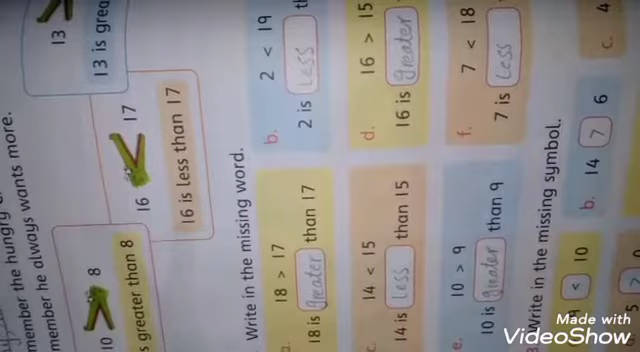 member the hungry
member he always wants more.
10 8
s greater than 8
13
13 is grea
16 17
16 is less than 17
Write in the missing word.
18 > 17
18 is greater than 17
b. 2 < 19
2 is less
c. 14 < 15
14 is less than 15
d. 16 > 15
16 is greater
e. 10 > 9
10 is greater than 9
f. 7 < 18
7 is less
Write in the missing symbol.
< 10
b. 14 > 6
c. 4
5
Made with
VideoShow